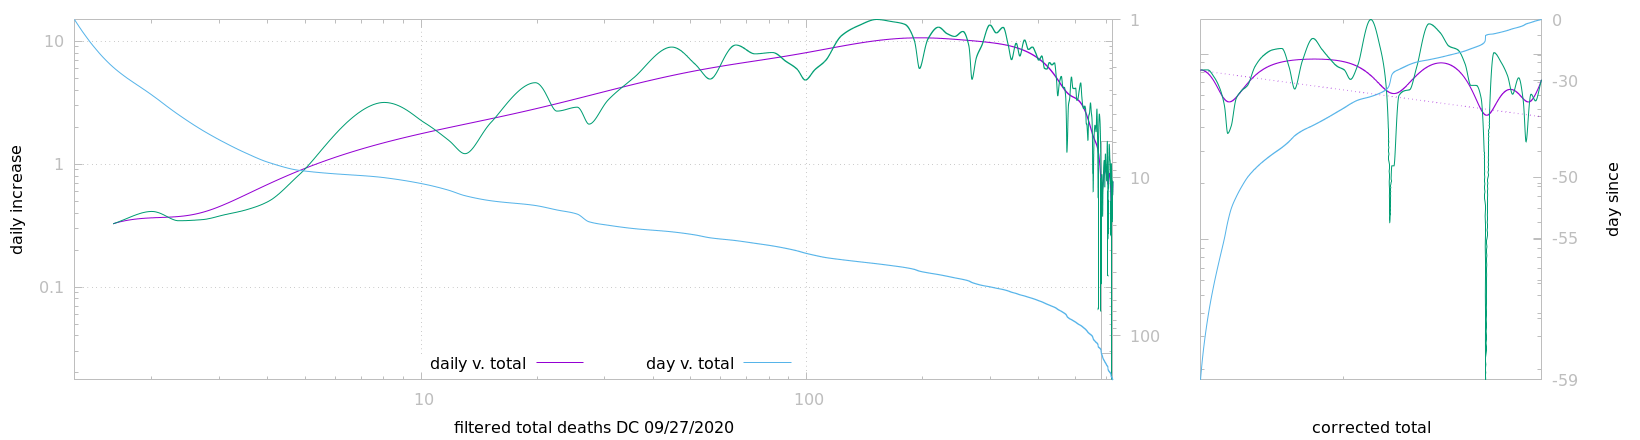 10
1
0.1
daily increase
1
10
100
daily v. total
day v. total
10
100
filtered total deaths DC 09/27/2020
0
-30
-50
-55
-59
day since
corrected total